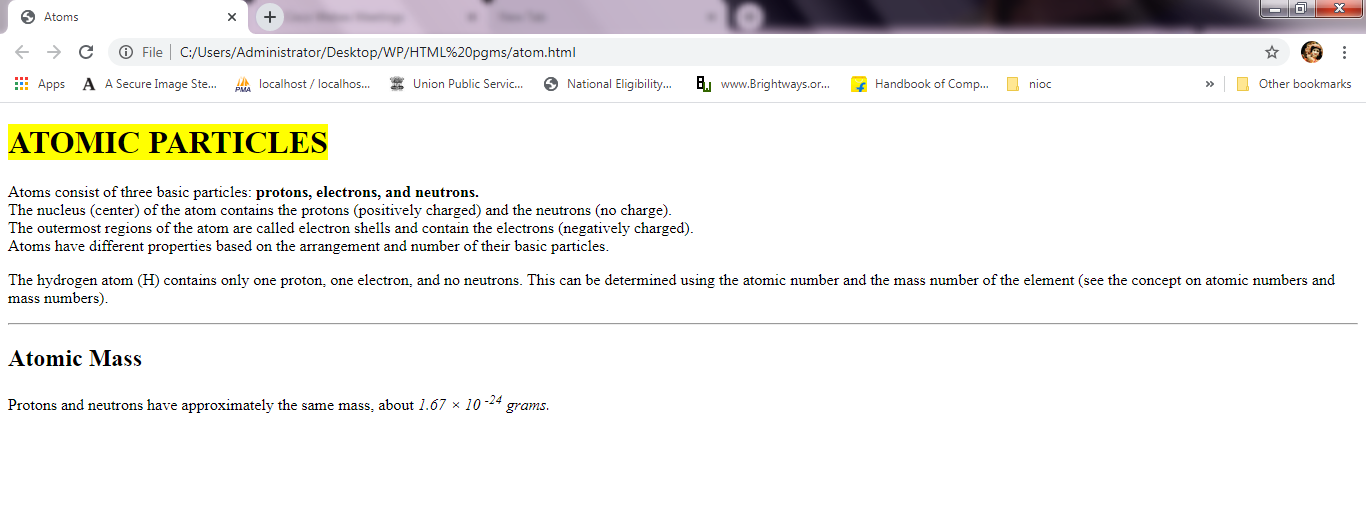 Atoms
New Tab
File
C:/Users/Administrator/Desktop/WP/HTML%20pgms/atom.html
Apps
A Secure Image Ste...
localhost / localhos...
Union Public Servic...
National Eligibility...
www.Brightways.or...
Handbook of Comp...
nioc
Other bookmarks
ATOMIC PARTICLES
Atoms consist of three basic particles: protons, electrons, and neutrons.
The nucleus (center) of the atom contains the protons (positively charged) and the neutrons (no charge).
The outermost regions of the atom are called electron shells and contain the electrons (negatively charged).
Atoms have different properties based on the arrangement and number of their basic particles.
The hydrogen atom (H) contains only one proton, one electron, and no neutrons. This can be determined using the atomic number and the mass number of the element (see the concept on atomic numbers and
mass numbers).
Atomic Mass
Protons and neutrons have approximately the same mass, about 1.67 × 10 -24 grams.